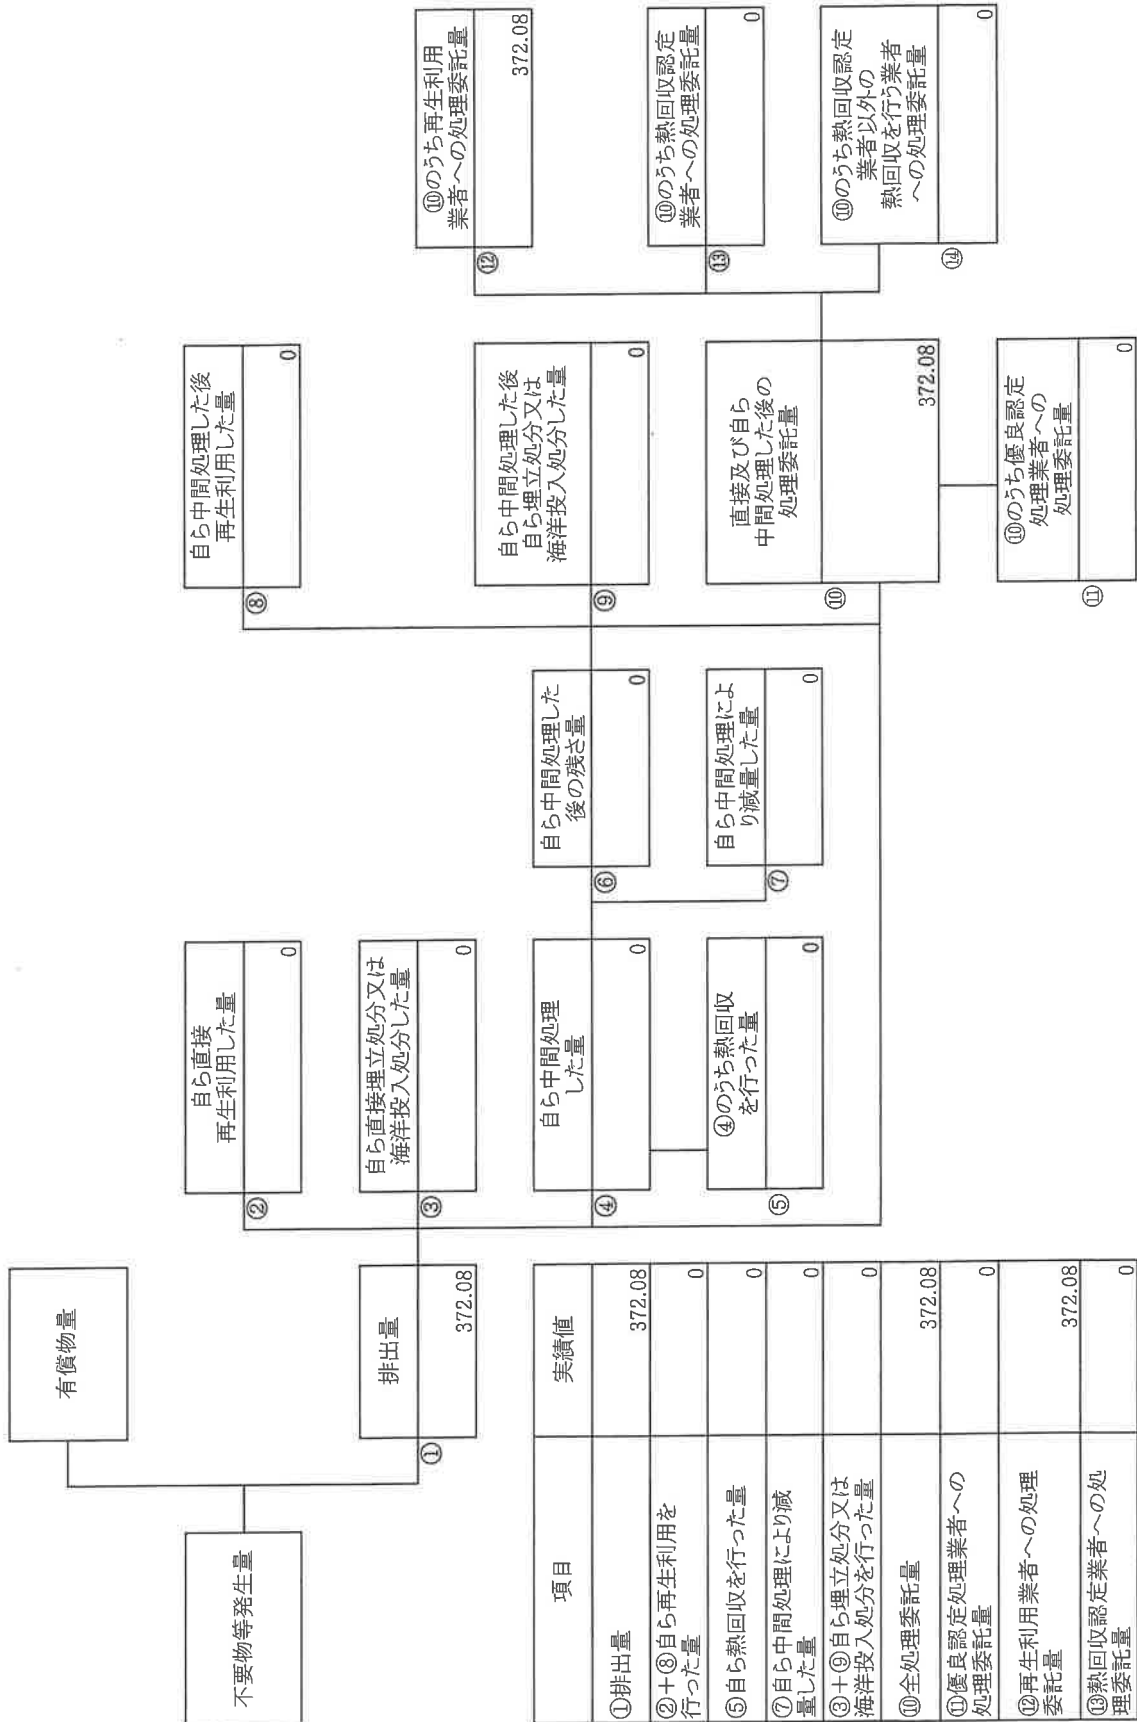 有償物量
不要物等発生量
①
排出量
372.08
②
自ら直接
再生利用した量
0
③
自ら直接埋立処分又は
海洋投入処分した量
0
④
自ら中間処理
した量
0
⑤
④のうち熱回収
を行った量
0
⑥
自ら中間処理した
後の残さ量
0
⑦
自ら中間処理によ
り減量した量
0
⑧
自ら中間処理した後
再生利用した量
0
⑨
自ら中間処理した後
自ら埋立処分又は
海洋投入処分した量
0
⑩
直接及び自ら
中間処理した後の
処理委託量
372.08
⑪
⑩のうち優良認定
処理業者への
処理委託量
0
⑫
⑩のうち再生利用
業者への処理委託量
372.08
⑬
⑩のうち熱回収認定
業者への処理委託量
0
⑭
⑩のうち熱回収認定
業者以外の
熱回収を行う業者
への処理委託量
0
項目 実績値
①排出量 372.08
②+⑧自ら再生利用を
行った量 0
⑤自ら熱回収を行った量 0
⑦自ら中間処理により減
量した量 0
③+⑨自ら埋立処分又は
海洋投入処分を行った量 0
⑩全処理委託量 372.08
⑪優良認定処理業者への
処理委託量 0
⑫再生利用業者への処理
委託量 372.08
⑬熱回収認定業者への処
理委託量 0